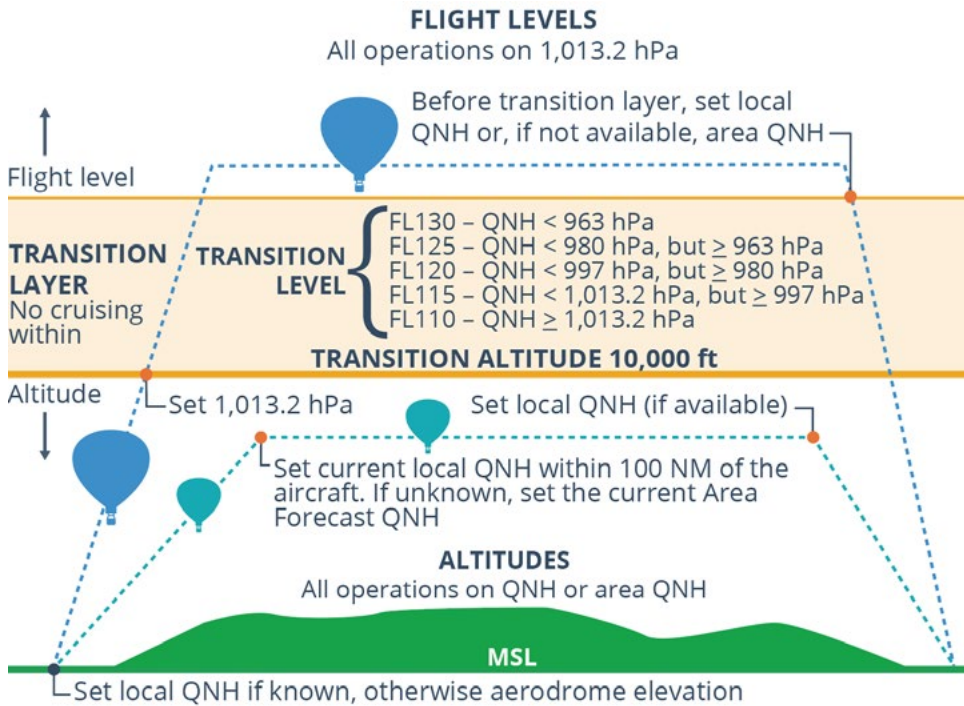 FLIGHT LEVELS
All operations on 1,013.2 hPa
Before transition layer, set local
QNH or, if not available, area QNH
Flight level
TRANSITION
LAYER
No cruising
within
TRANSITION
LEVEL
FL130 – QNH < 963 hPa
FL125 – QNH < 980 hPa, but ≥ 963 hPa
FL120 – QNH < 997 hPa, but ≥ 980 hPa
FL115 – QNH < 1,013.2 hPa, but ≥ 997 hPa
FL110 – QNH ≥ 1,013.2 hPa
TRANSITION ALTITUDE 10,000 ft
Altitude
Set 1,013.2 hPa
Set local QNH (if available)
Set current local QNH within 100 NM of the
aircraft. If unknown, set the current Area
Forecast QNH
ALTITUDES
All operations on QNH or area QNH
MSL
Set local QNH if known, otherwise aerodrome elevation